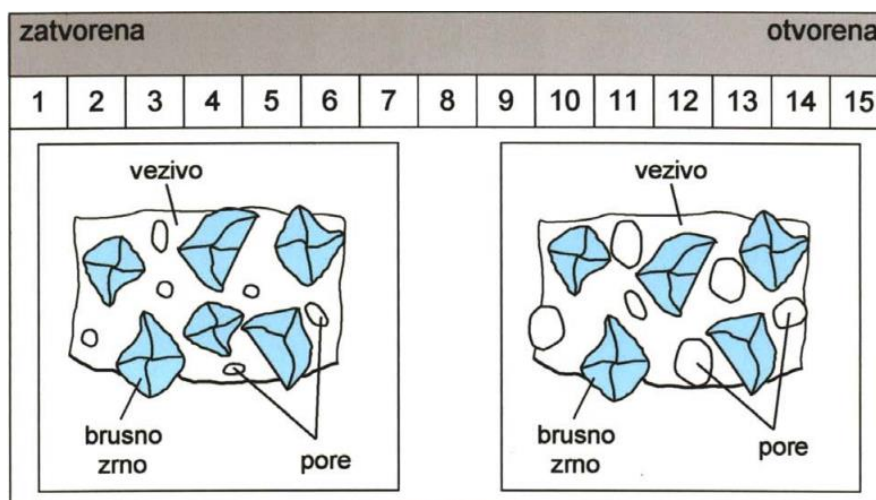 zatvorena otvorena
1 2 3 4 5 6 7 8 9 10 11 12 13 14 15
vezivo
brusno
zrno
pore
vezivo
brusno
zrno
pore